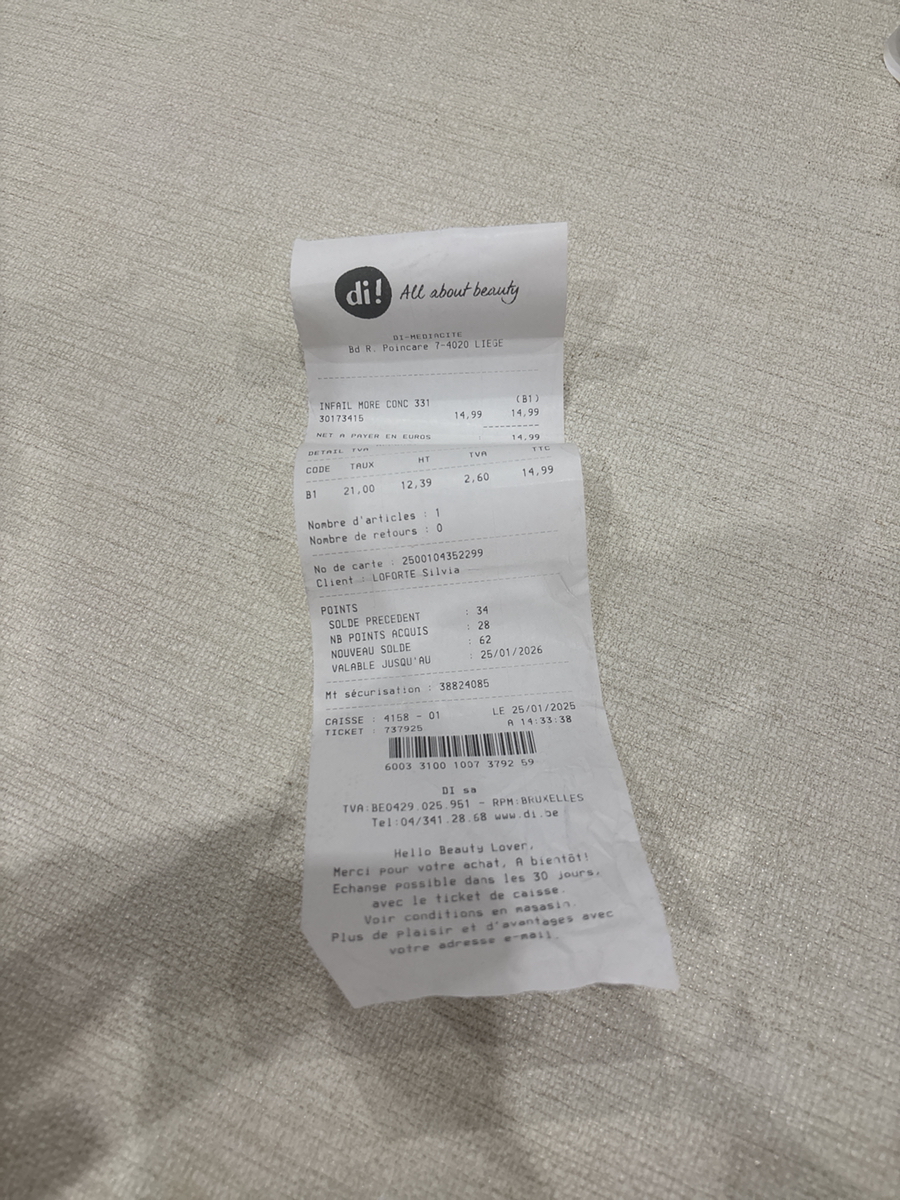 di! All about beauty
DI-MEDIACITE
Bd R. Poincare 7-4020 LIEGE
(B1)
INFAIL MORE CONC 331
30173415 14,99 14,99
NET A PAYER EN EUROS 14,99
DETAIL TVA
CODE TAUX HT TVA TTC
B1 21,00 12,39 2,60 14,99
Nombre d'articles : 1
Nombre de retours : 0
No de carte : 2500104352299
Client : LOFORTE Silvia
POINTS
SOLDE PRECEDENT : 34
NB POINTS ACQUIS : 28
NOUVEAU SOLDE : 62
VALABLE JUSQU'AU : 25/01/2026
Mt sécurisation : 38824085
CAISSE : 4158 - 01 LE 25/01/2025
TICKET : 737925 A 14:33:38
6003 3100 1007 3792 59
DI sa
TVA:BE0429.025.951 - RPM:BRUXELLES
Tel:04/341.28.68 www.di.be
Hello Beauty Lover,
Merci pour votre achat, A bientôt!
Echange possible dans les 30 jours,
avec le ticket de caisse.
Voir conditions en magasin.
Plus de plaisir et d'avantages avec
votre adresse e-mail.